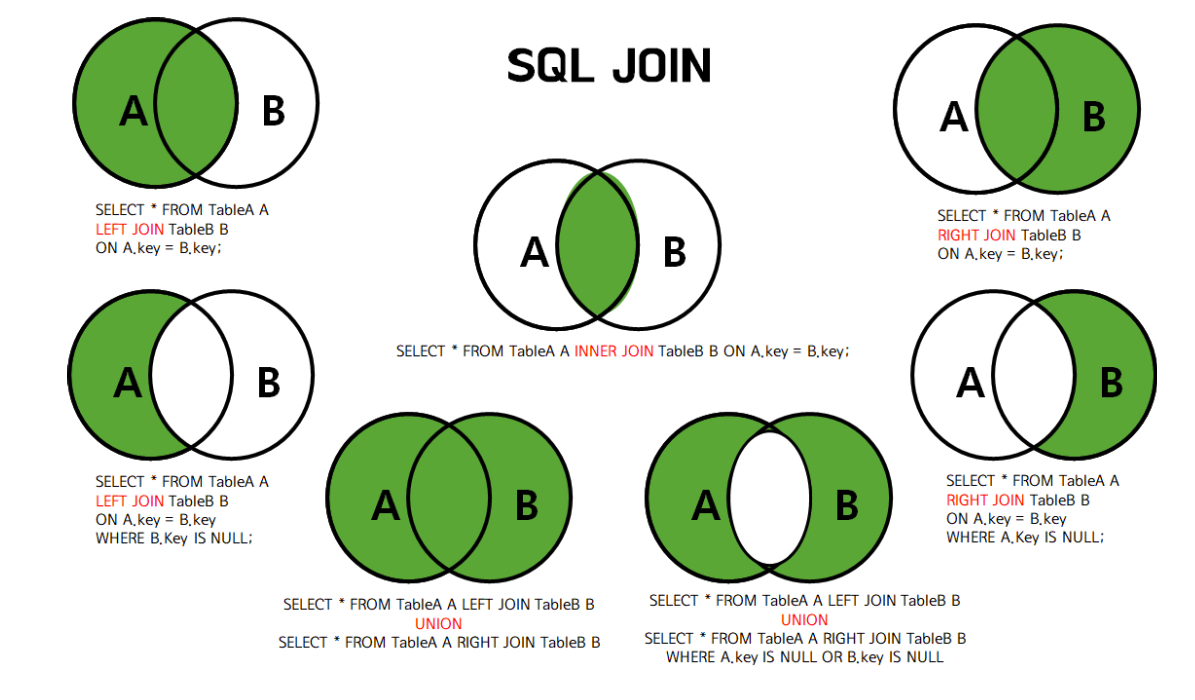 SQL JOIN
A B
SELECT * FROM TableA A
LEFT JOIN TableB B
ON A.key = B.key;
A B
SELECT * FROM TableA A
RIGHT JOIN TableB B
ON A.key = B.key;
A B
SELECT * FROM TableA A INNER JOIN TableB B ON A.key = B.key;
A B
SELECT * FROM TableA A
LEFT JOIN TableB B
ON A.key = B.key
WHERE B.Key IS NULL;
A B
SELECT * FROM TableA A
RIGHT JOIN TableB B
ON A.key = B.key
WHERE A.Key IS NULL;
A B
SELECT * FROM TableA A LEFT JOIN TableB B
UNION
SELECT * FROM TableA A RIGHT JOIN TableB B
A B
SELECT * FROM TableA A LEFT JOIN TableB B
UNION
SELECT * FROM TableA A RIGHT JOIN TableB B
WHERE A.key IS NULL OR B.key IS NULL